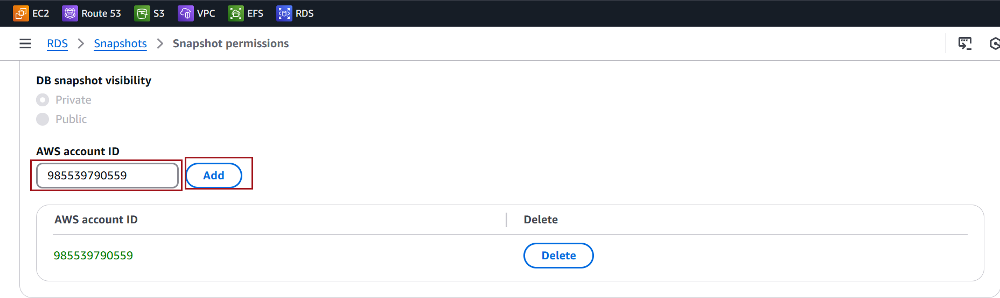 EC2 Route 53 S3 VPC EFS RDS
RDS Snapshots Snapshot permissions
DB snapshot visibility
Private
Public
AWS account ID
985539790559 Add
AWS account ID Delete
985539790559 Delete